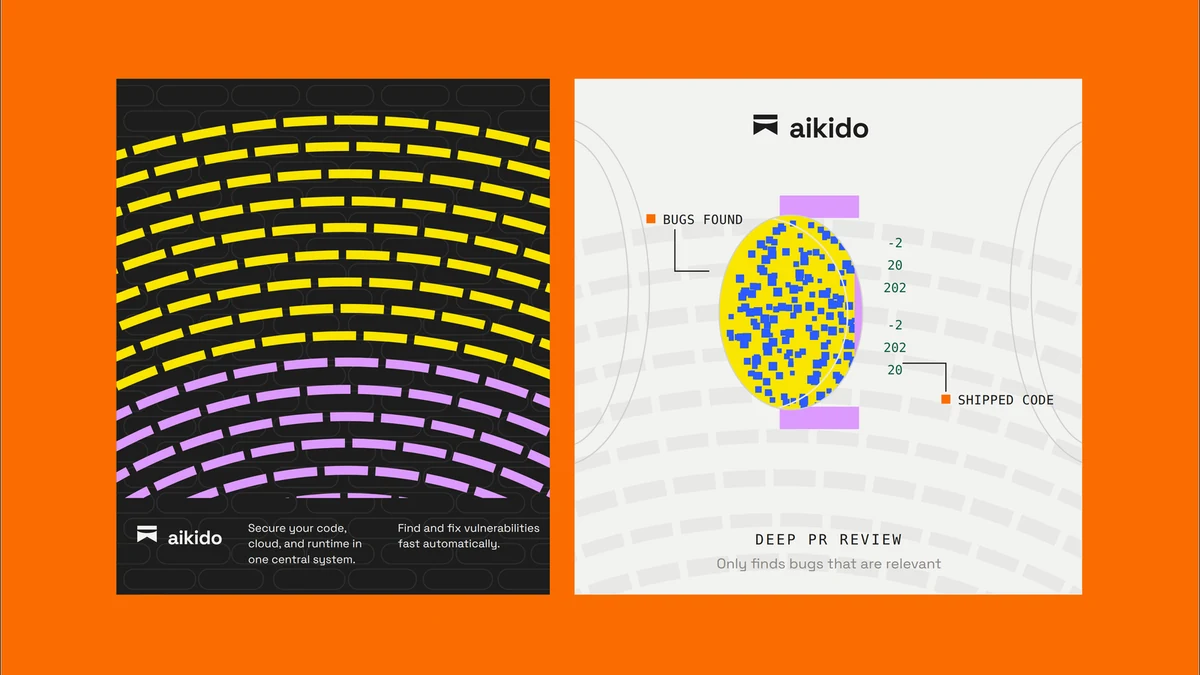 aikido
Secure your code,
cloud, and runtime in
one central system.
Find and fix vulnerabilities
fast automatically.
aikido
BUGS FOUND
-2
20
202
-2
202
20
SHIPPED CODE
DEEP PR REVIEW
Only finds bugs that are relevant